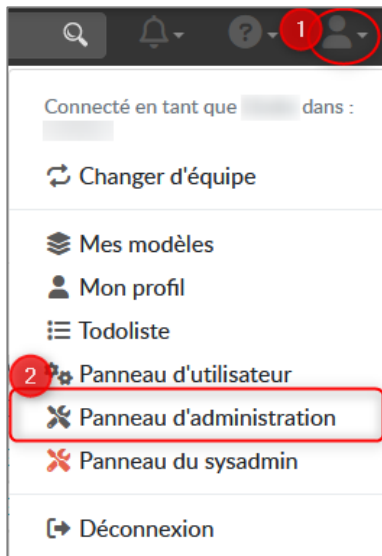 1
Connecté en tant que dans :
Changer d'équipe
Mes modèles
Mon profil
Todoliste
2
Panneau d'utilisateur
Panneau d'administration
Panneau du sysadmin
Déconnexion